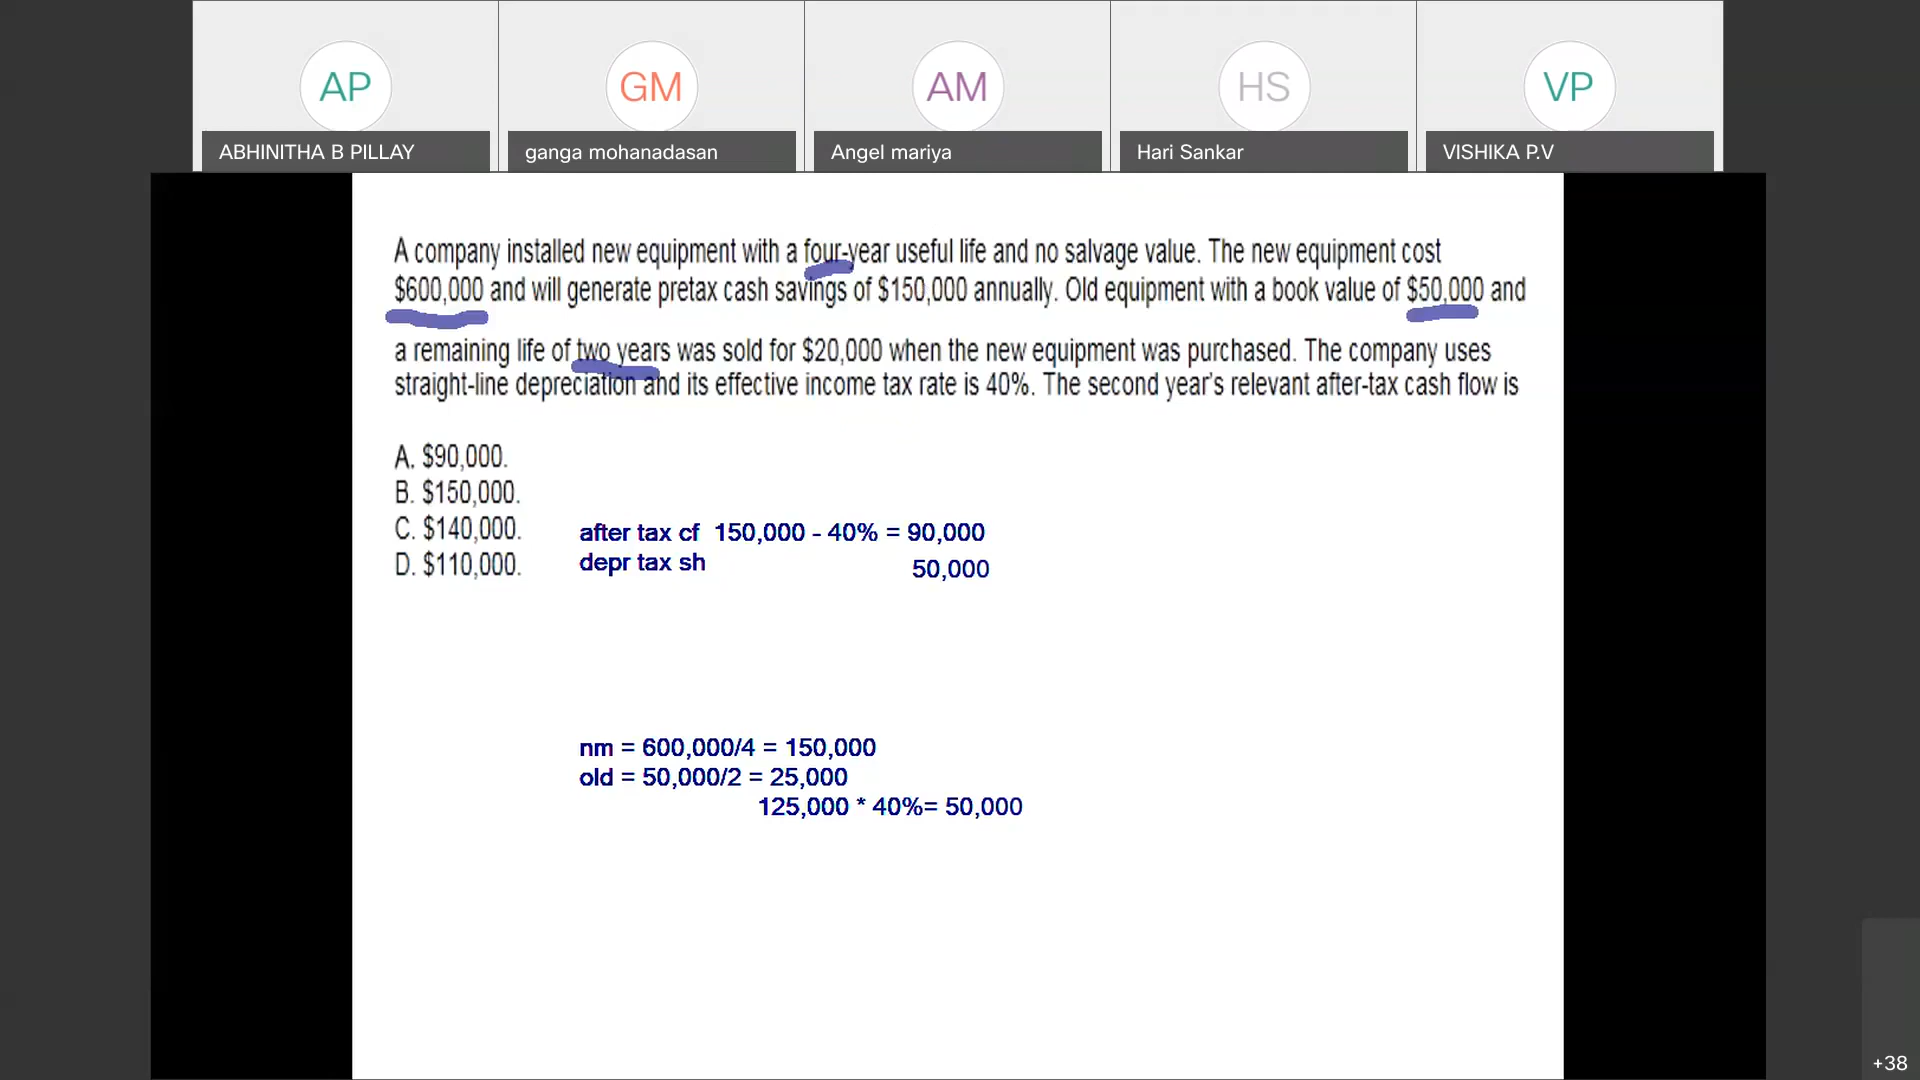 AP GM AM HS VP
ABHINITHA B PILLAY ganga mohanadasan Angel mariya Hari Sankar VISHIKA P.V
A company installed new equipment with a four-year useful life and no salvage value. The new equipment cost
$600,000 and will generate pretax cash savings of $150,000 annually. Old equipment with a book value of $50,000 and
a remaining life of two years was sold for $20,000 when the new equipment was purchased. The company uses
straight-line depreciation and its effective income tax rate is 40%. The second year's relevant after-tax cash flow is
A. $90,000.
B. $150,000.
C. $140,000.
D. $110,000.
after tax cf 150,000 - 40% = 90,000
depr tax sh 50,000
nm = 600,000/4 = 150,000
old = 50,000/2 = 25,000
125,000 * 40%= 50,000
+38